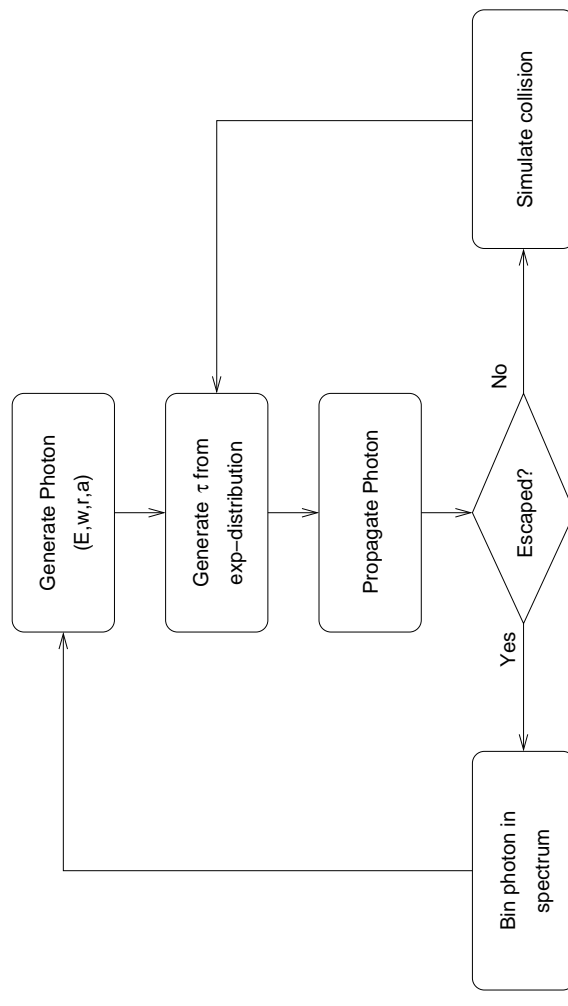 Generate Photon
(E,w,r,a)
Generate τ from
exp−distribution
Propagate Photon
Escaped?
Yes
No
Bin photon in
spectrum
Simulate collision